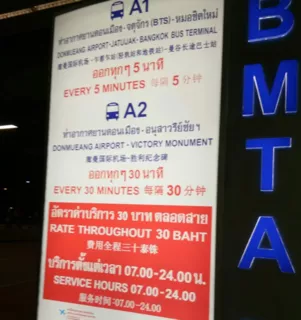 A1
ท่าอากาศยานดอนเมือง-จตุจักร (BTS)-หมอชิตใหม่
DONMUEANG AIRPORT-JATUJAK- BANGKOK BUS TERMINAL
ออกทุกๆ 5 นาที
EVERY 5 MINUTES 每隔 5 分钟
A2
ท่าอากาศยานดอนเมือง-อนุสาวรีย์ชัยฯ
DONMUEANG AIRPORT - VICTORY MONUMENT
廊曼国际机场-胜利纪念碑
ออกทุกๆ 30 นาที
EVERY 30 MINUTES 每隔 30 分钟
อัตราค่าบริการ 30 บาท ตลอดสาย
RATE THROUGHOUT 30 BAHT
费用全程三十泰铢
บริการตั้งแต่เวลา 07.00-24.00 น.
SERVICE HOURS 07.00-24.00
服务时间:07.00-24.00
BMTA